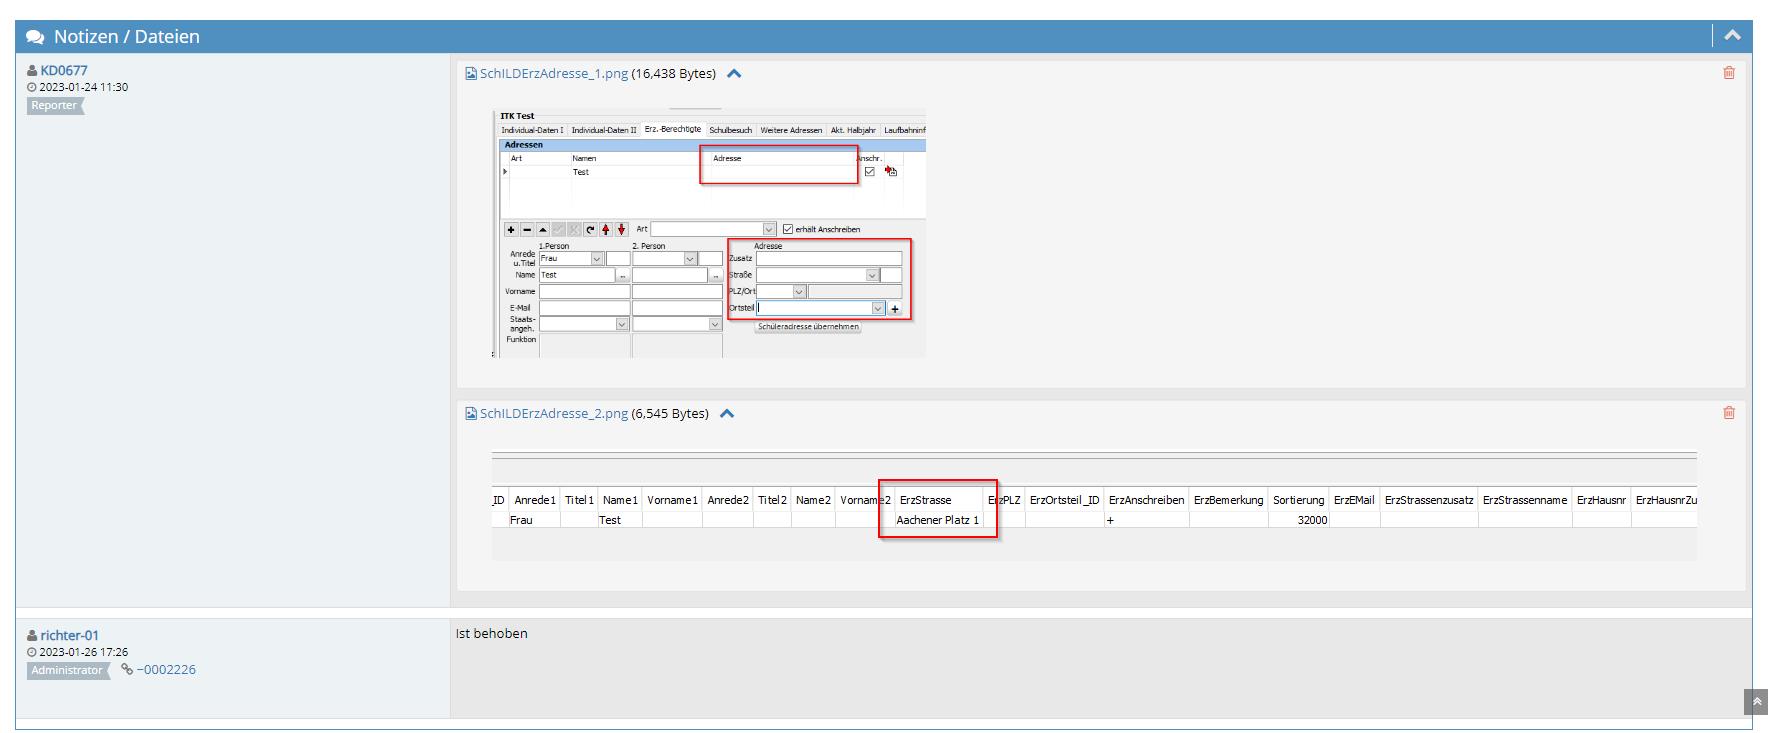 Notizen / Dateien
KD0677
2023-01-24 11:30
Reporter
SchILDErzAdresse_1.png (16,438 Bytes)
ITK Test
Individual-Daten I Individual-Daten II Erz.-Berechtigte Schulbesuch Weitere Adressen Akt. Halbjahr Laufbahninf
Adressen
Art Namen Adresse Anschr.
Test
Art erhält Anschreiben
1.Person 2. Person Adresse
Anrede u.Titel Frau Zusatz
Name Test ... ... Straße
Vorname PLZ/Ort
E-Mail Ortsteil
Staats-angeh. Schüleradresse übernehmen
Funktion
SchILDErzAdresse_2.png (6,545 Bytes)
_ID Anrede1 Titel1 Name1 Vorname1 Anrede2 Titel2 Name2 Vorname2 ErzStrasse ErzPLZ ErzOrtsteil_ID ErzAnschreiben ErzBemerkung Sortierung ErzEMail ErzStrassenzusatz ErzStrassenname ErzHausnr ErzHausnrZu
Frau Test Aachener Platz 1 + 32000
richter-01
2023-01-26 17:26
Administrator ~0002226
Ist behoben